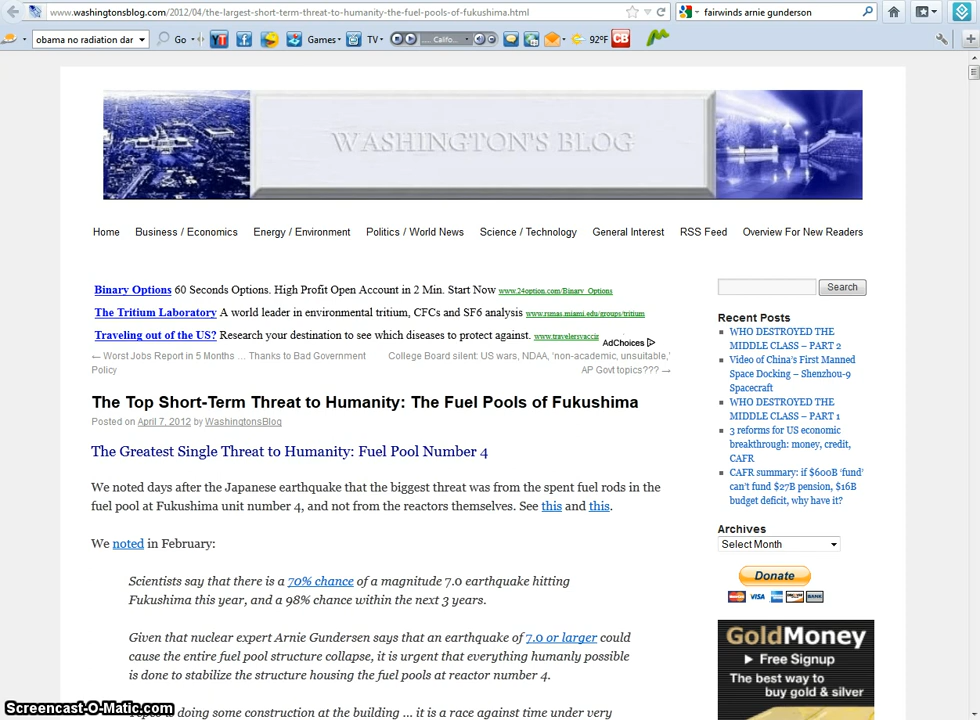 www.washingtonsblog.com/2012/04/the-largest-short-term-threat-to-humanity-the-fuel-pools-of-fukushima.html
fairwinds arnie gunderson
obama no radiation dar
Go
Games
TV
Califo...
92°F
CB
WASHINGTON'S BLOG
Home Business / Economics Energy / Environment Politics / World News Science / Technology General Interest RSS Feed Overview For New Readers
Binary Options 60 Seconds Options. High Profit Open Account in 2 Min. Start Now www.24option.com/Binary_Options
The Tritium Laboratory A world leader in environmental tritium, CFCs and SF6 analysis www.rsmas.miami.edu/groups/tritium
Traveling out of the US? Research your destination to see which diseases to protect against. www.travelersvaccin
AdChoices
← Worst Jobs Report in 5 Months … Thanks to Bad Government
Policy
College Board silent: US wars, NDAA, ‘non-academic, unsuitable,’
AP Govt topics??? →
The Top Short-Term Threat to Humanity: The Fuel Pools of Fukushima
Posted on April 7, 2012 by WashingtonsBlog
The Greatest Single Threat to Humanity: Fuel Pool Number 4
We noted days after the Japanese earthquake that the biggest threat was from the spent fuel rods in the
fuel pool at Fukushima unit number 4, and not from the reactors themselves. See this and this.
We noted in February:
Scientists say that there is a 70% chance of a magnitude 7.0 earthquake hitting
Fukushima this year, and a 98% chance within the next 3 years.
Given that nuclear expert Arnie Gundersen says that an earthquake of 7.0 or larger could
cause the entire fuel pool structure collapse, it is urgent that everything humanly possible
is done to stabilize the structure housing the fuel pools at reactor number 4.
Tepco is doing some construction at the building … it is a race against time under very
Search
Recent Posts
WHO DESTROYED THE
MIDDLE CLASS – PART 2
Video of China’s First Manned
Space Docking – Shenzhou-9
Spacecraft
WHO DESTROYED THE
MIDDLE CLASS – PART 1
3 reforms for US economic
breakthrough: money, credit,
CAFR
CAFR summary: if $600B ‘fund’
can’t fund $27B pension, $16B
budget deficit, why have it?
Archives
Select Month
Donate
VISA
BANK
GoldMoney
Free Signup
The best way to
buy gold & silver
Screencast-O-Matic.com